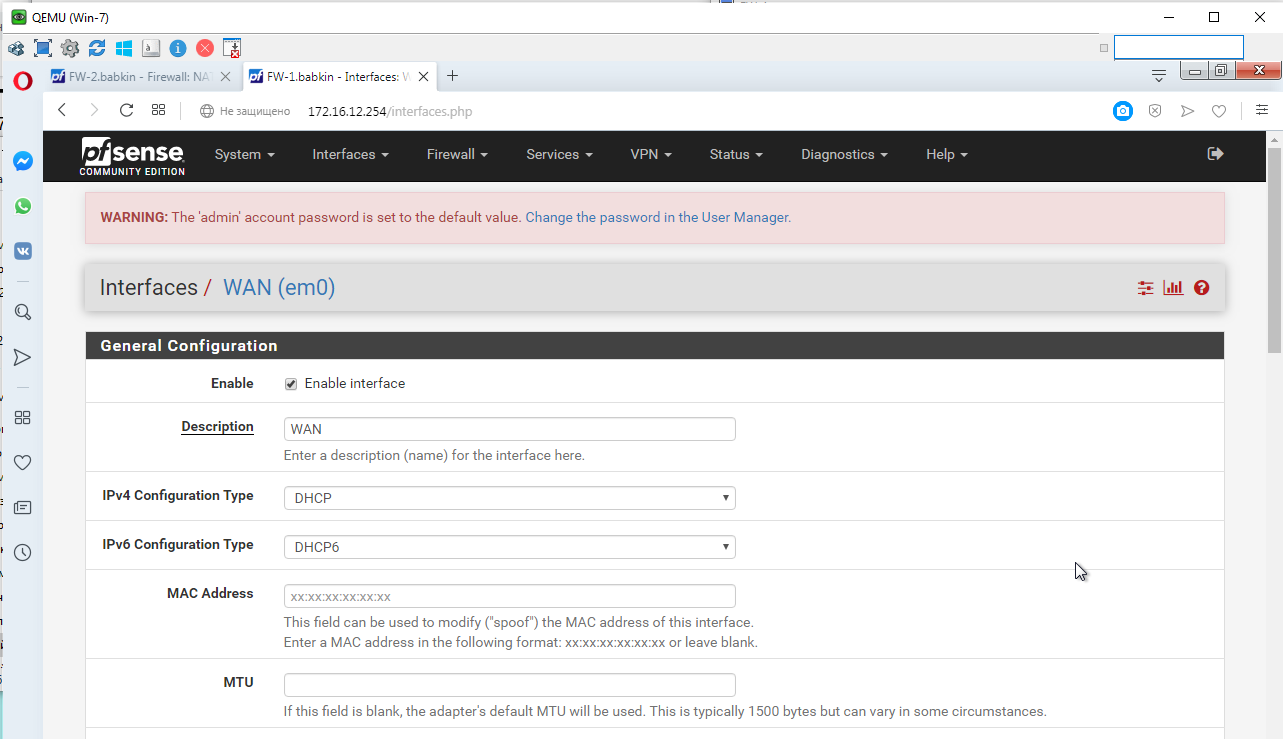 QEMU (Win-7)
FW-2.babkin - Firewall: NA
FW-1.babkin - Interfaces: W
Не защищено 172.16.12.254/interfaces.php
pfsense
COMMUNITY EDITION
System Interfaces Firewall Services VPN Status Diagnostics Help
WARNING: The 'admin' account password is set to the default value. Change the password in the User Manager.
Interfaces / WAN (em0)
General Configuration
Enable Enable interface
Description WAN
Enter a description (name) for the interface here.
IPv4 Configuration Type DHCP
IPv6 Configuration Type DHCP6
MAC Address xx:xx:xx:xx:xx:xx
This field can be used to modify ("spoof") the MAC address of this interface.
Enter a MAC address in the following format: xx:xx:xx:xx:xx:xx or leave blank.
MTU
If this field is blank, the adapter's default MTU will be used. This is typically 1500 bytes but can vary in some circumstances.